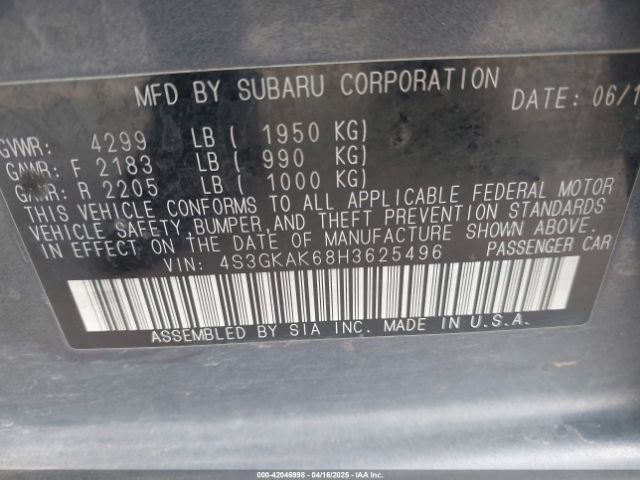 MFD BY SUBARU CORPORATION DATE: 06/1
GVWR: 4299 LB ( 1950 KG)
GAWR: F 2183 LB ( 990 KG)
GAWR: R 2205 LB ( 1000 KG)
THIS VEHICLE CONFORMS TO ALL APPLICABLE FEDERAL MOTOR
VEHICLE SAFETY BUMPER,AND THEFT PREVENTION STANDARDS
IN EFFECT ON THE DATE OF MANUFACTURE SHOWN ABOVE.
VIN: 4S3GKAK68H3625496 PASSENGER CAR
ASSEMBLED BY SIA INC. MADE IN U.S.A.
000-42046998 - 04/16/2025 - WWW.IAAI.COM